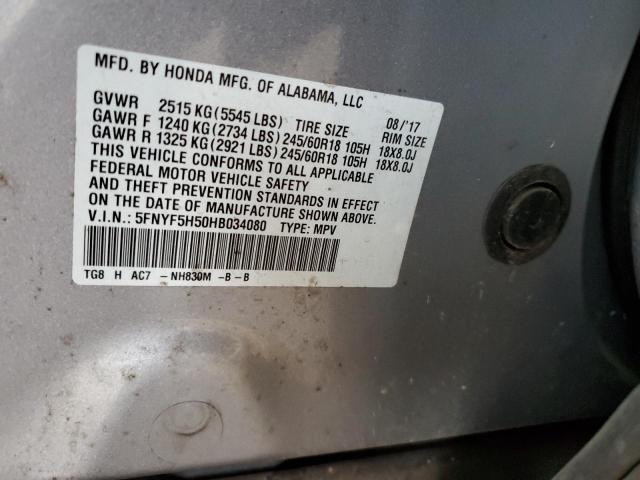 MFD. BY HONDA MFG. OF ALABAMA, LLC
GVWR 2515 KG(5545 LBS) TIRE SIZE 08/'17 RIM SIZE
GAWR F 1240 KG(2734 LBS)245/60R18 105H 18X8.0J
GAWR R 1325 KG(2921 LBS)245/60R18 105H 18X8.0J
THIS VEHICLE CONFORMS TO ALL APPLICABLE
FEDERAL MOTOR VEHICLE SAFETY
AND THEFT PREVENTION STANDARDS IN EFFECT
ON THE DATE OF MANUFACTURE SHOWN ABOVE.
V.I.N.: 5FNYF5H50HB034080 TYPE: MPV
TG8 H AC7 -NH830M -B-B